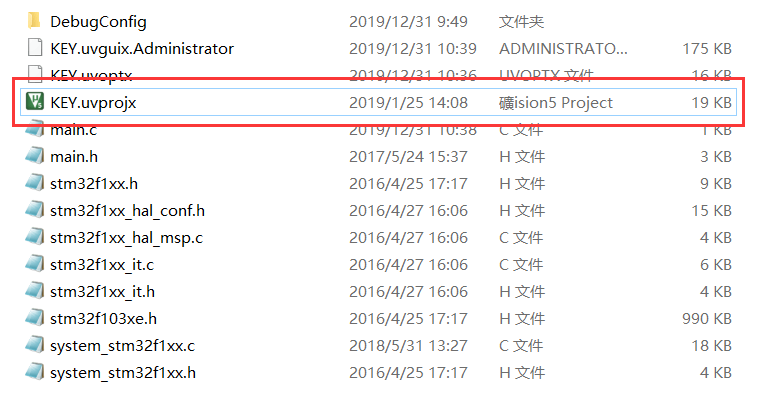 DebugConfig 2019/12/31 9:49 文件夹
KEY.uvguix.Administrator 2019/12/31 10:39 ADMINISTRATO... 175 KB
KEY.uvoptx 2019/12/31 10:36 UVOPTX 文件 16 KB
KEY.uvprojx 2019/1/25 14:08 礦ision5 Project 19 KB
main.c 2019/12/31 10:38 C 文件 1 KB
main.h 2017/5/24 15:37 H 文件 3 KB
stm32f1xx.h 2016/4/25 17:17 H 文件 9 KB
stm32f1xx_hal_conf.h 2016/4/27 16:06 H 文件 15 KB
stm32f1xx_hal_msp.c 2016/4/27 16:06 C 文件 4 KB
stm32f1xx_it.c 2016/4/27 16:06 C 文件 6 KB
stm32f1xx_it.h 2016/4/27 16:06 H 文件 4 KB
stm32f103xe.h 2016/4/25 17:17 H 文件 990 KB
system_stm32f1xx.c 2018/5/31 13:27 C 文件 18 KB
system_stm32f1xx.h 2016/4/25 17:17 H 文件 4 KB